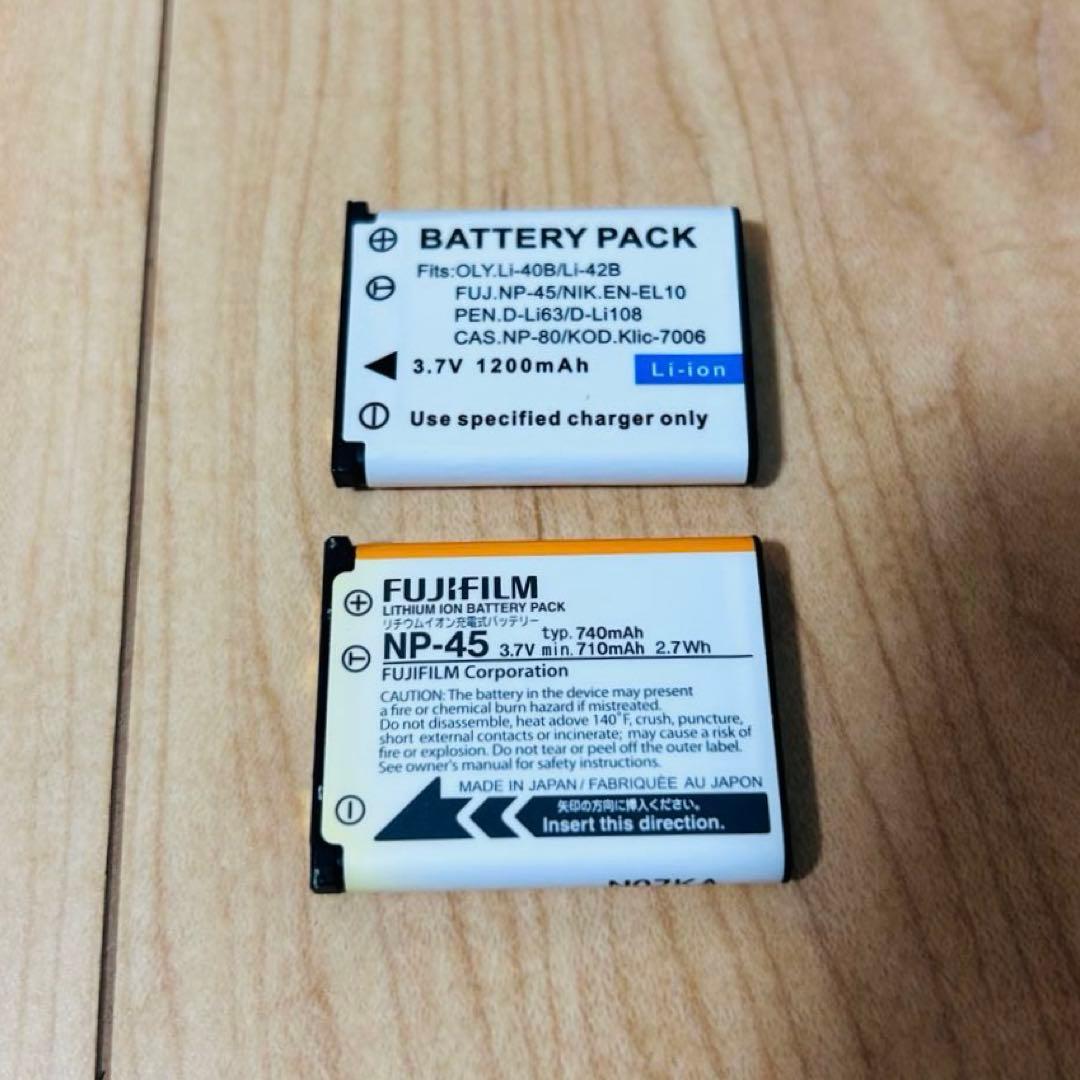 BATTERY PACK
Fits:OLY.Li-40B/Li-42B
FUJ.NP-45/NIK.EN-EL10
PEN.D-Li63/D-Li108
CAS.NP-80/KOD.Klic-7006
3.7V 1200mAh
Li-ion
Use specified charger only
FUJIFILM
LITHIUM ION BATTERY PACK
リチウムイオン充電式バッテリー
NP-45 3.7V typ.740mAh
min.710mAh 2.7Wh
FUJIFILM Corporation
CAUTION: The battery in the device may present
a fire or chemical burn hazard if mistreated.
Do not disassemble, heat adove 140°F, crush, puncture,
short external contacts or incinerate; may cause a risk of
fire or explosion. Do not tear or peel off the outer label.
See owner's manual for safety instructions.
MADE IN JAPAN / FABRIQUÉE AU JAPON
矢印の方向に挿入ください。
Insert this direction.